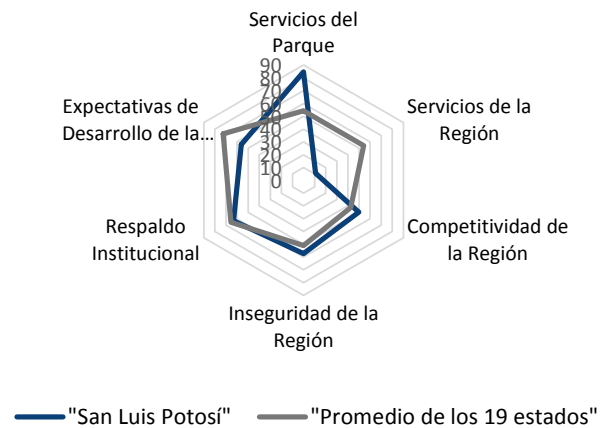 Servicios del
Parque
90
80
70
60
50
40
30
20
10
0
Servicios de la
Región
Competitividad de
la Región
Inseguridad de la
Región
Respaldo
Institucional
Expectativas de
Desarrollo de la...
"San Luis Potosí"
"Promedio de los 19 estados"